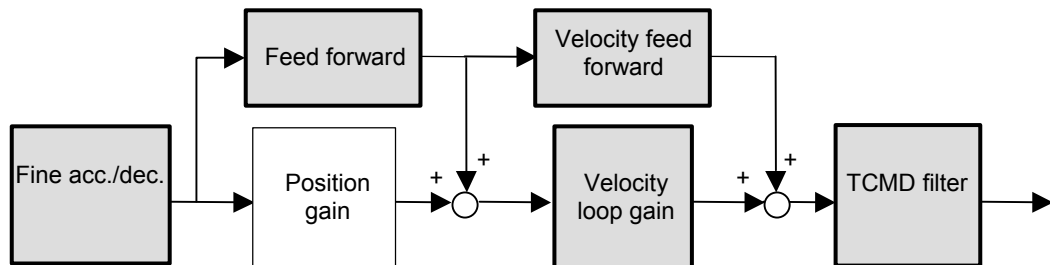 Feed forward
Velocity feed
forward
Fine acc./dec.
Position
gain
+
+
Velocity
loop gain
+
+
TCMD filter